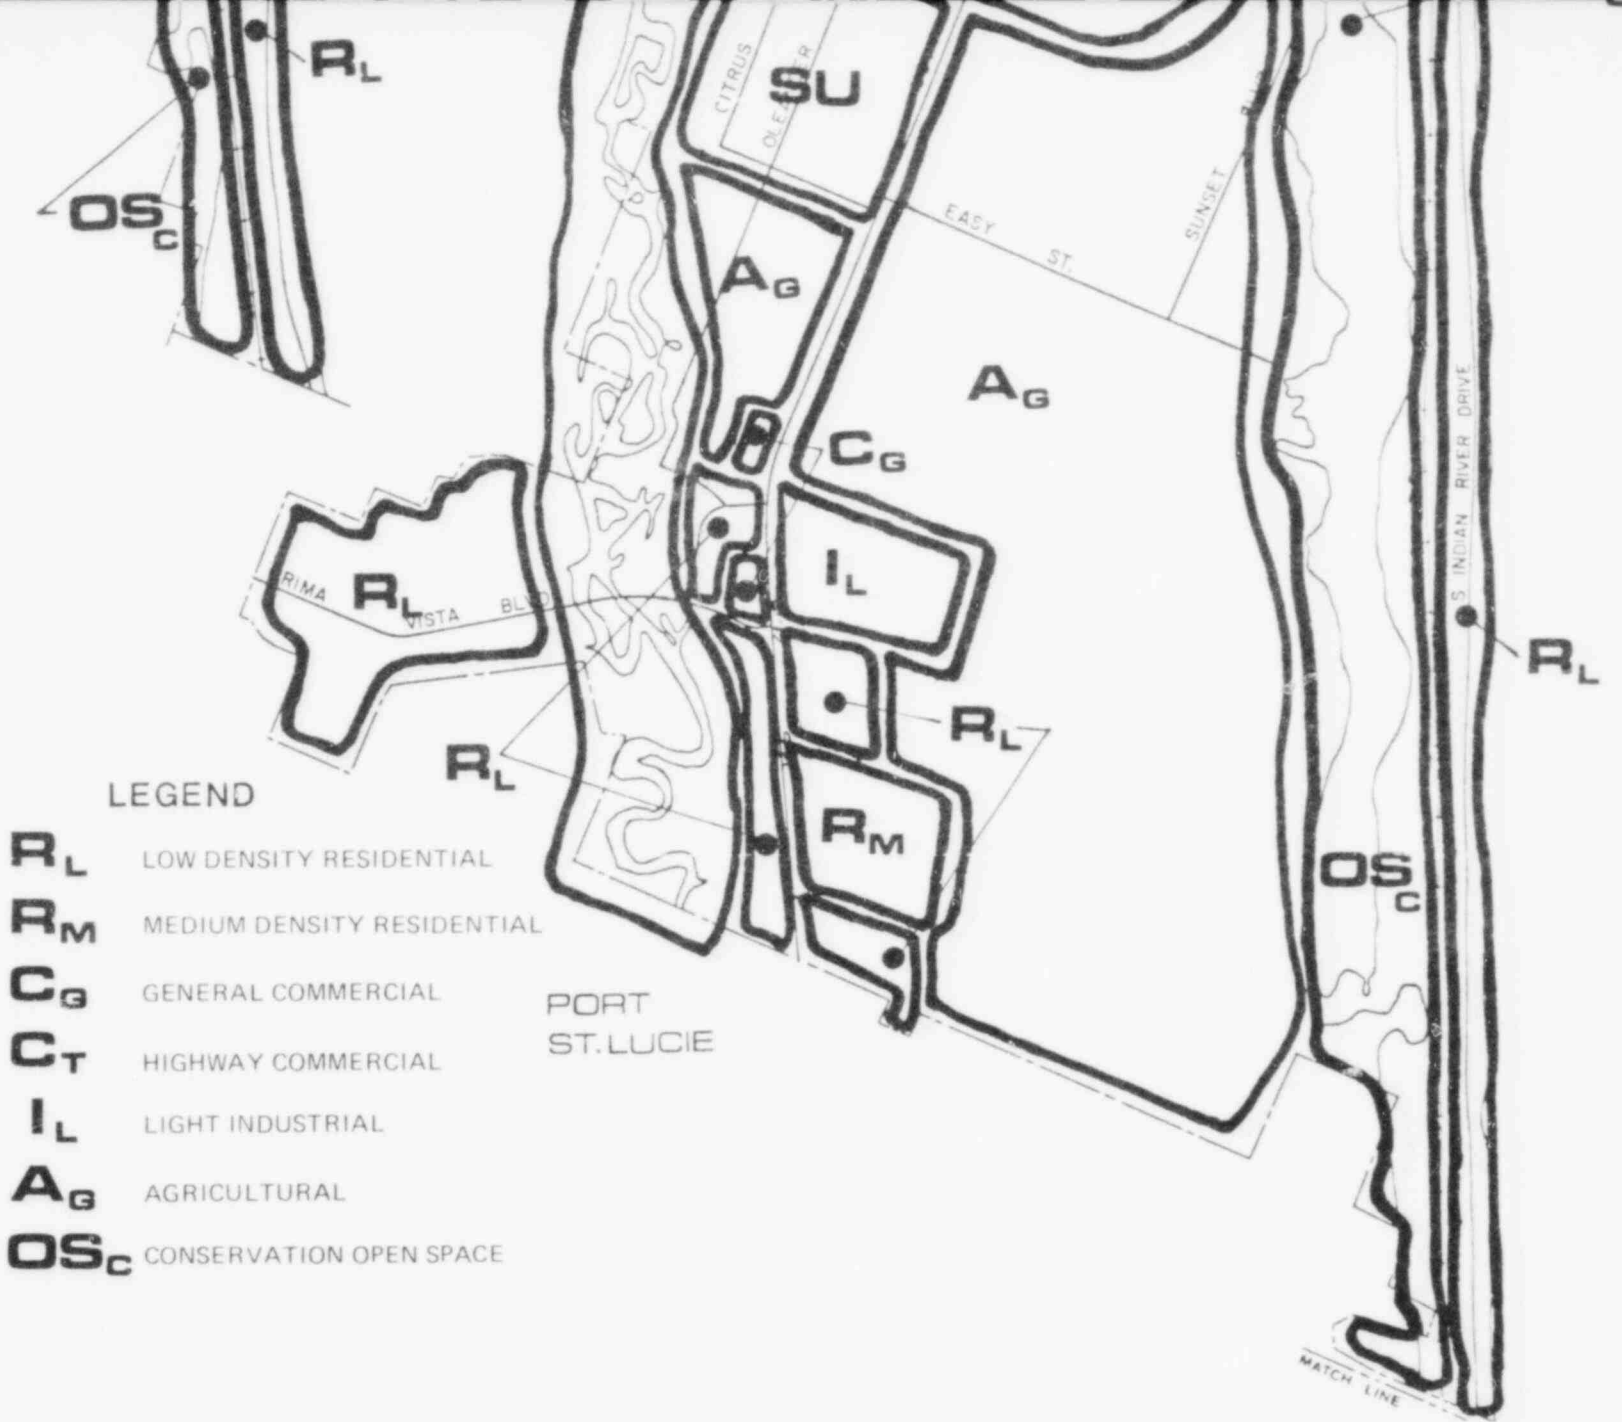 RL
OSC
CITRUS
SU
EASY ST.
SUNSET
AG
AG
CG
S INDIAN RIVER DRIVE
IL
RIMA VISTA BLVD
RL
RL
RL
RL
RM
OSC
LEGEND
RL LOW DENSITY RESIDENTIAL
RM MEDIUM DENSITY RESIDENTIAL
CG GENERAL COMMERCIAL
CT HIGHWAY COMMERCIAL
IL LIGHT INDUSTRIAL
AG AGRICULTURAL
OSC CONSERVATION OPEN SPACE
PORT
ST. LUCIE
MATCH LINE